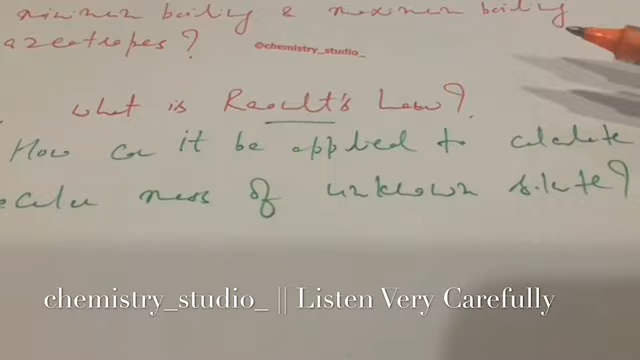 minimum boiling & maximum boiling
azeotropes?
@chemistry_studio_
what is Raoult's Law?
How can it be applied to calculate
mass of unknown solute?
chemistry_studio_ || Listen Very Carefully